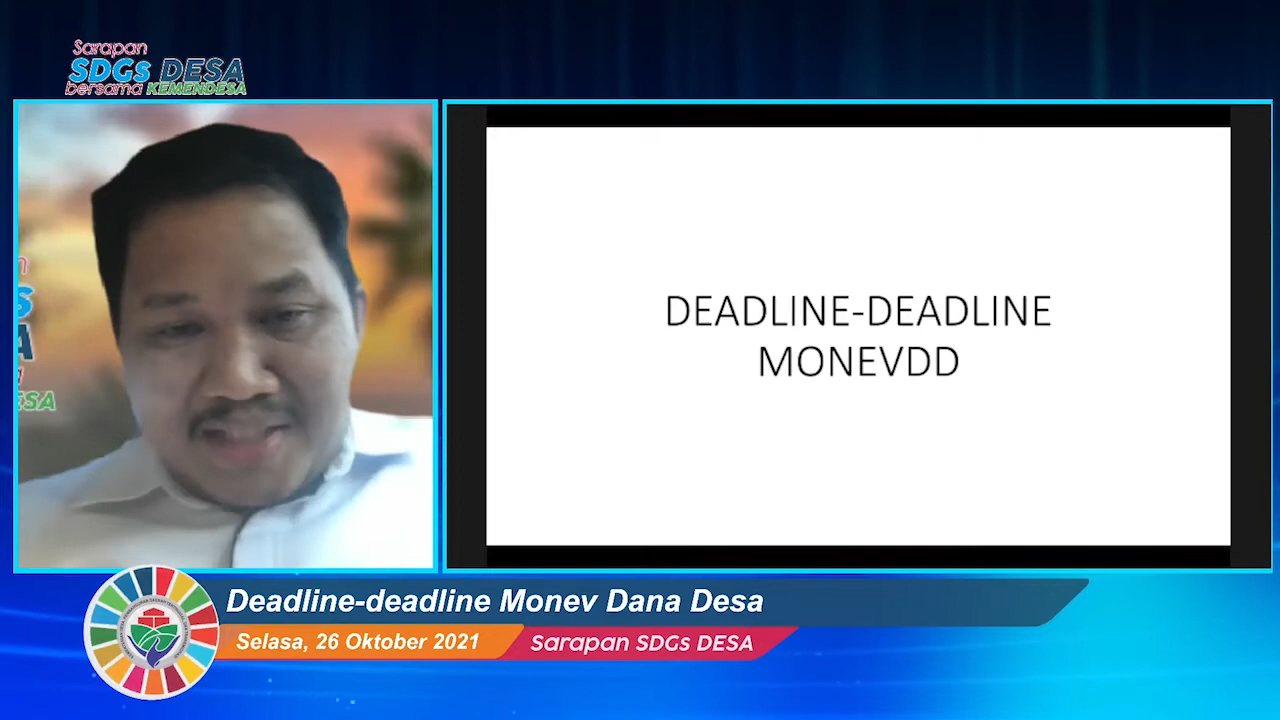 Sarapan
SDGs DESA
bersama KEMENDESA
ESA
DEADLINE-DEADLINE
MONEVDD
Deadline-deadline Monev Dana Desa
Selasa, 26 Oktober 2021
Sarapan SDGs DESA